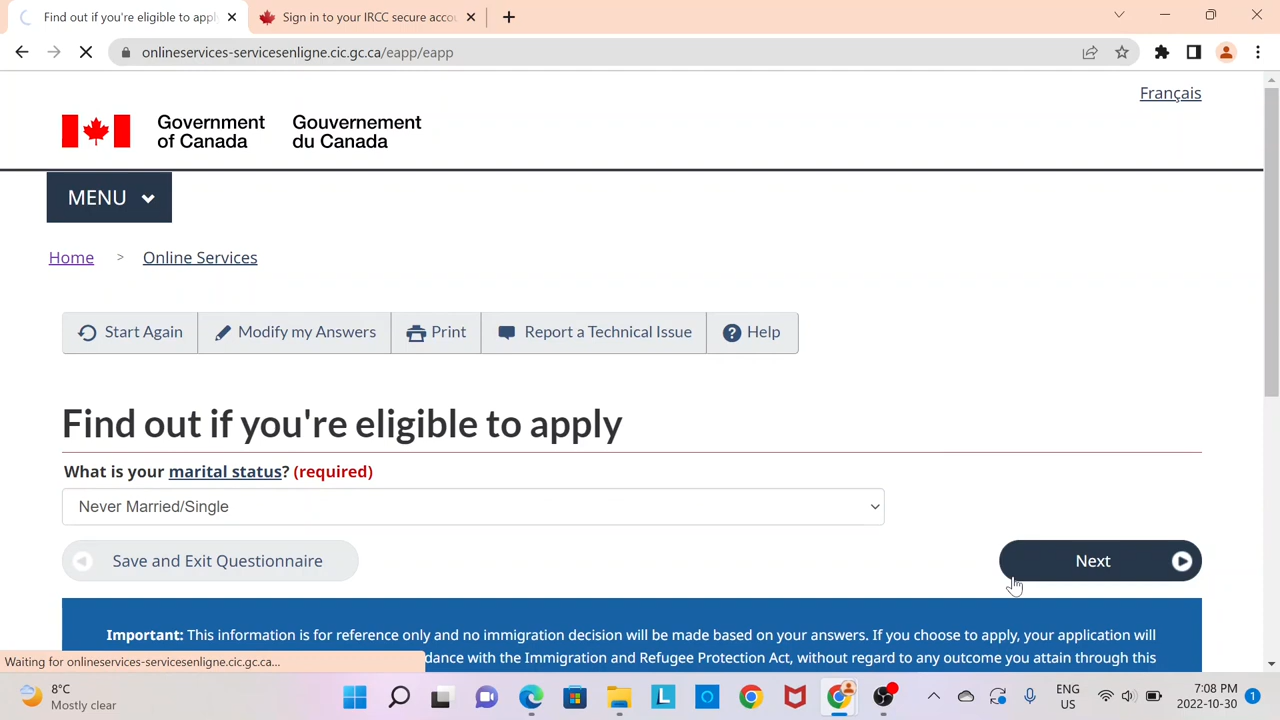 Find out if you're eligible to appl
Sign in to your IRCC secure acco
onlineservices-servicesenligne.cic.gc.ca/eapp/eapp
Français
Government of Canada
Gouvernement du Canada
MENU
Home > Online Services
Start Again
Modify my Answers
Print
Report a Technical Issue
Help
Find out if you're eligible to apply
What is your marital status? (required)
Never Married/Single
Save and Exit Questionnaire
Next
Important: This information is for reference only and no immigration decision will be made based on your answers. If you choose to apply, your application will
dance with the Immigration and Refugee Protection Act, without regard to any outcome you attain through this
Waiting for onlineservices-servicesenligne.cic.gc.ca...
8°C
Mostly clear
ENG
US
7:08 PM
2022-10-30
1